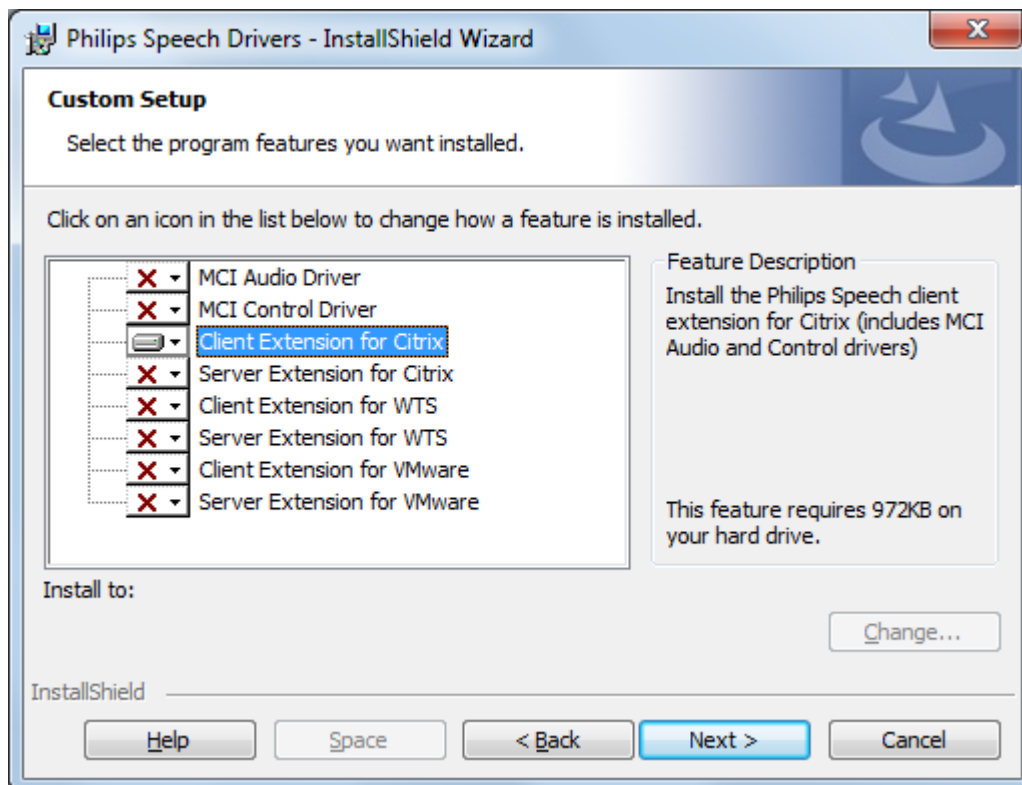 Philips Speech Drivers - InstallShield Wizard
Custom Setup
Select the program features you want installed.
Click on an icon in the list below to change how a feature is installed.
MCI Audio Driver
MCI Control Driver
Client Extension for Citrix
Server Extension for Citrix
Client Extension for WTS
Server Extension for WTS
Client Extension for VMware
Server Extension for VMware
Feature Description
Install the Philips Speech client
extension for Citrix (includes MCI
Audio and Control drivers)
This feature requires 972KB on
your hard drive.
Install to:
Change...
InstallShield
Help
Space
< Back
Next >
Cancel